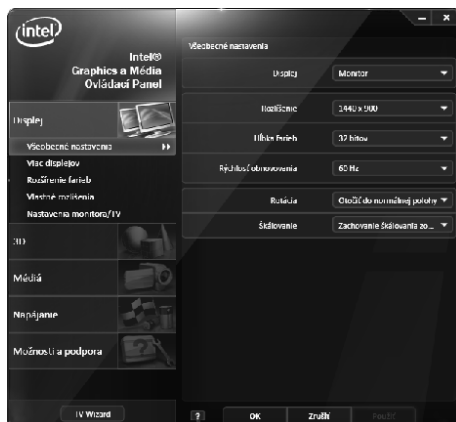 intel
Intel®
Graphics a Média
Ovládací Panel
Displej
Všeobecné nastavenia
Viac displejov
Rozšírenie farieb
Vlastné rozlíšenia
Nastavenia monitora/TV
3D
Médiá
Napájanie
Možnosti a podpora
TV Wizard
Všeobecné nastavenia
Displej Monitor
Rozlíšenie 1440 x 900
Hĺbka farieb 32 bitov
Rýchlosť obnovovania 60 Hz
Rotácia Otočiť do normálnej polohy
Škálovanie Zachovanie škálovania zo...
? OK Zrušiť Použiť